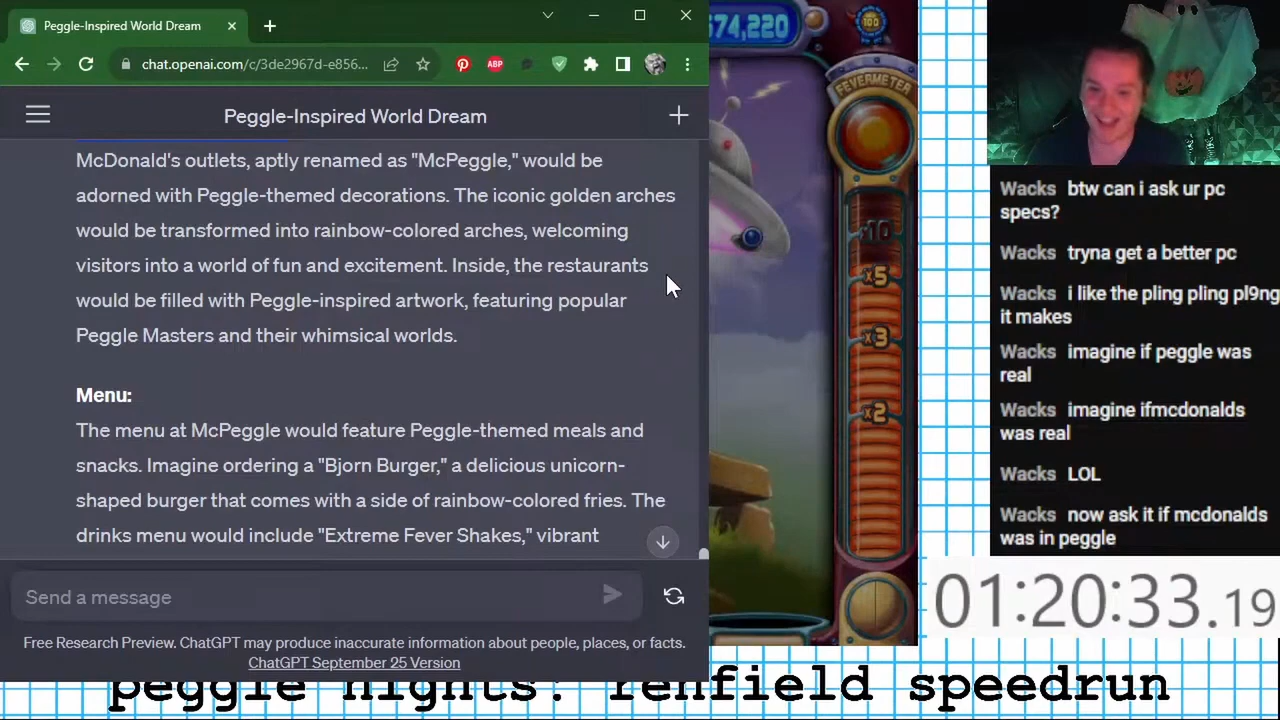 Peggle-Inspired World Dream
chat.openai.com/c/3de2967d-e856...
ABP
Peggle-Inspired World Dream
McDonald's outlets, aptly renamed as "McPeggle," would be
adorned with Peggle-themed decorations. The iconic golden arches
would be transformed into rainbow-colored arches, welcoming
visitors into a world of fun and excitement. Inside, the restaurants
would be filled with Peggle-inspired artwork, featuring popular
Peggle Masters and their whimsical worlds.
Menu:
The menu at McPeggle would feature Peggle-themed meals and
snacks. Imagine ordering a "Bjorn Burger," a delicious unicorn-
shaped burger that comes with a side of rainbow-colored fries. The
drinks menu would include "Extreme Fever Shakes," vibrant
Send a message
Free Research Preview. ChatGPT may produce inaccurate information about people, places, or facts.
ChatGPT September 25 Version
574,220
100
FEVERMETER
x10
x5
x3
x2
Wacks btw can i ask ur pc
specs?
Wacks tryna get a better pc
Wacks i like the pling pling pl9ng
it makes
Wacks imagine if peggle was
real
Wacks imagine ifmcdonalds
was real
Wacks LOL
Wacks now ask it if mcdonalds
was in peggle
01:20:33.19
peggle nights: renfield speedrun